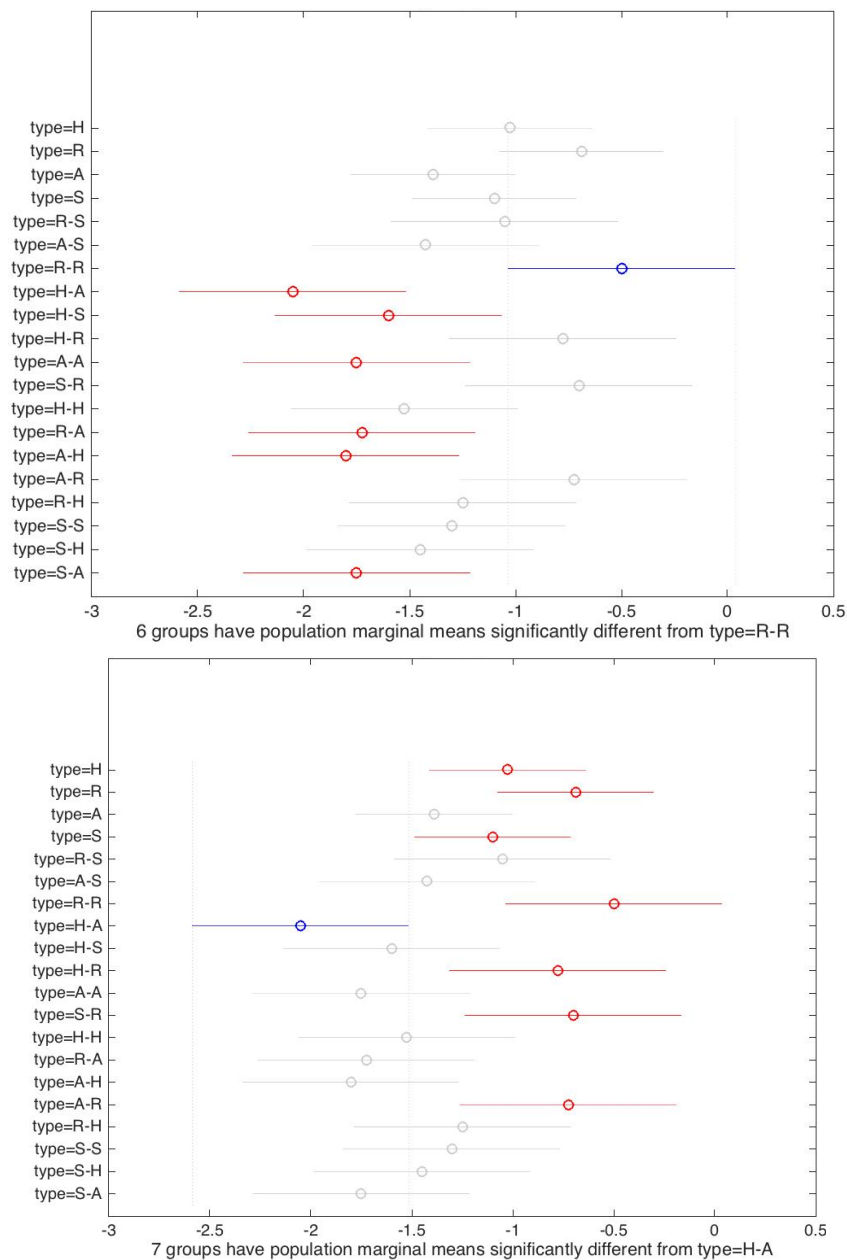 type=H
type=R
type=A
type=S
type=R-S
type=A-S
type=R-R
type=H-A
type=H-S
type=H-R
type=A-A
type=S-R
type=H-H
type=R-A
type=A-H
type=A-R
type=R-H
type=S-S
type=S-H
type=S-A
-3 -2.5 -2 -1.5 -1 -0.5 0 0.5
6 groups have population marginal means significantly different from type=R-R
type=H
type=R
type=A
type=S
type=R-S
type=A-S
type=R-R
type=H-A
type=H-S
type=H-R
type=A-A
type=S-R
type=H-H
type=R-A
type=A-H
type=A-R
type=R-H
type=S-S
type=S-H
type=S-A
-3 -2.5 -2 -1.5 -1 -0.5 0 0.5
7 groups have population marginal means significantly different from type=H-A